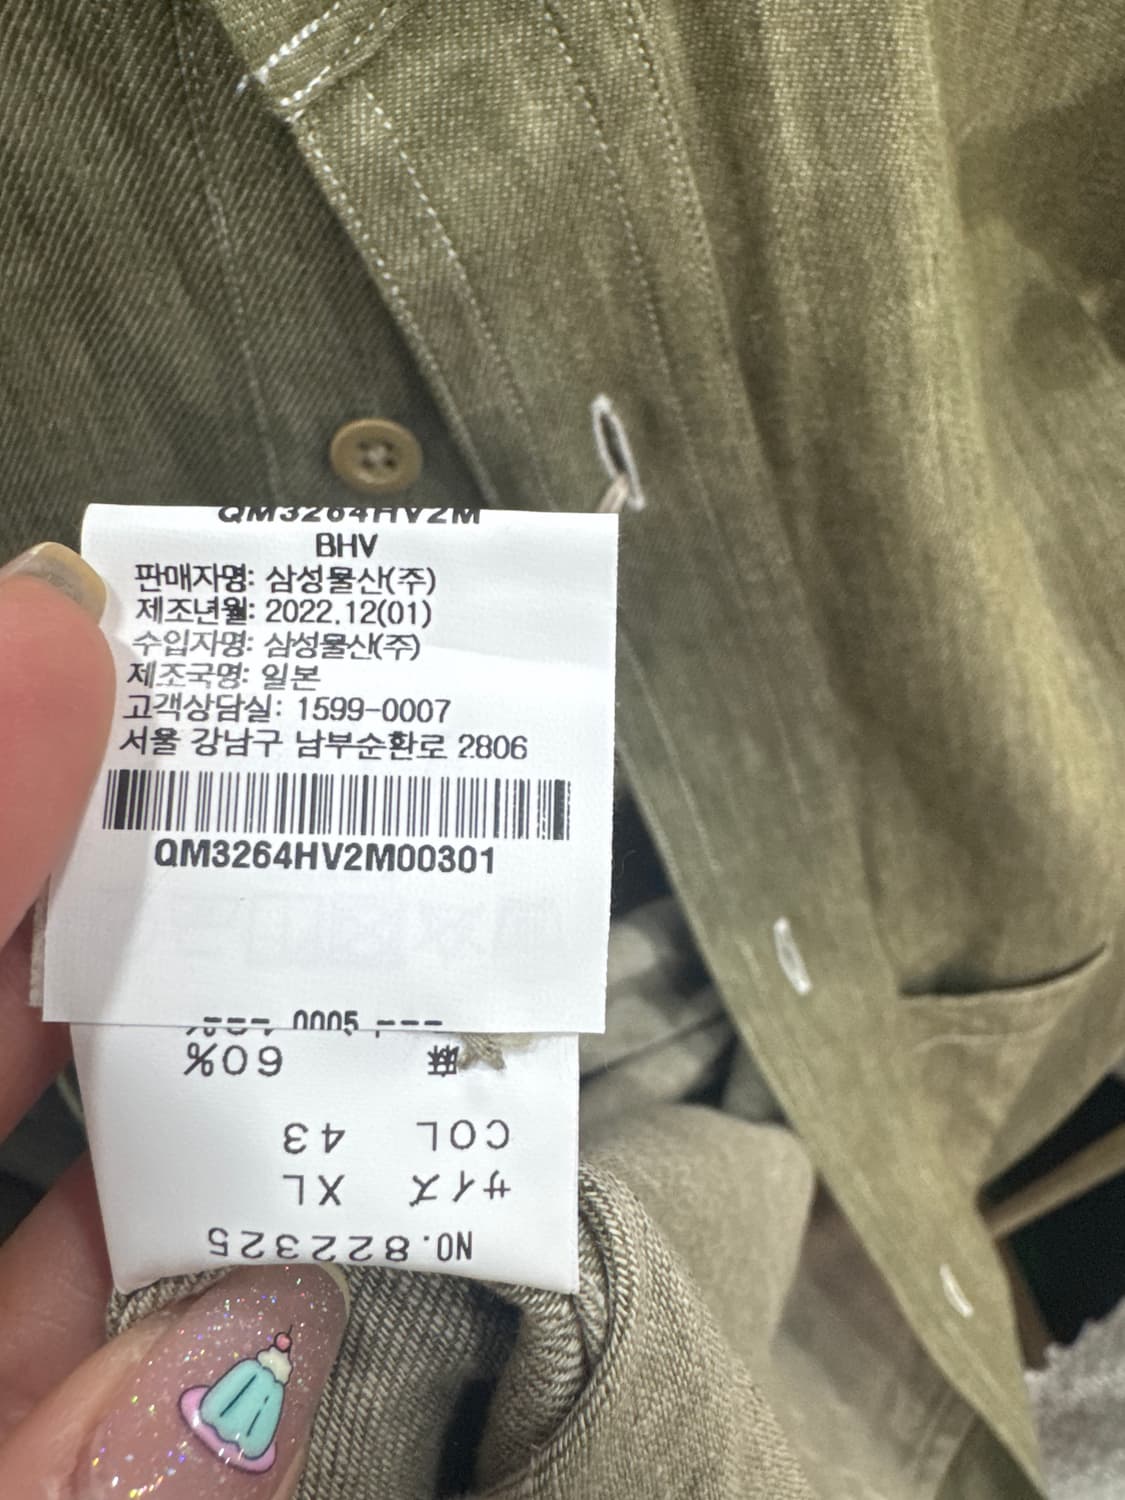 QM3264HV2M
BHV
판매자명: 삼성물산(주)
제조년월: 2022.12(01)
수입자명: 삼성물산(주)
제조국명: 일본
고객상담실: 1599-0007
서울 강남구 남부순환로 2806
QM3264HV2M00301
NO.822325
サイズ XL
COL 43
麻 60%